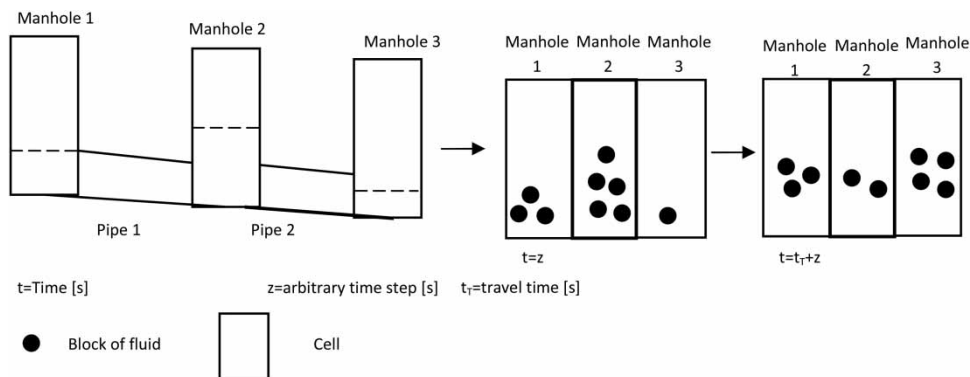 Manhole 1
Manhole 2
Manhole 3
Pipe 1
Pipe 2
Manhole Manhole Manhole
1 2 3
t=z
Manhole Manhole Manhole
1 2 3
t=t_T+z
t=Time [s] z=arbitrary time step [s] t_T=travel time [s]
Block of fluid
Cell